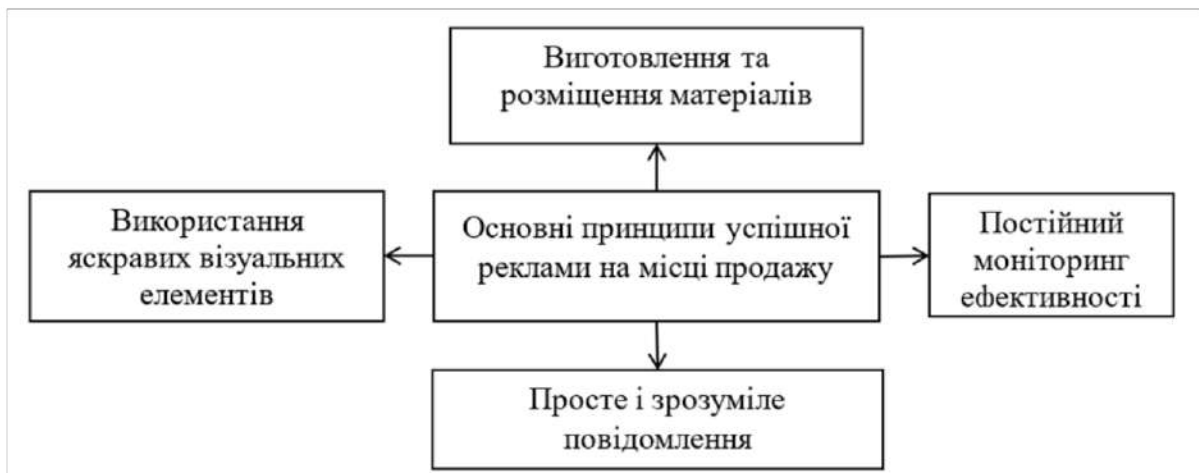 Виготовлення та
розміщення матеріалів
Використання
яскравих візуальних
елементів
Основні принципи успішної
реклами на місці продажу
Постійний
моніторинг
ефективності
Просте і зрозуміле
повідомлення